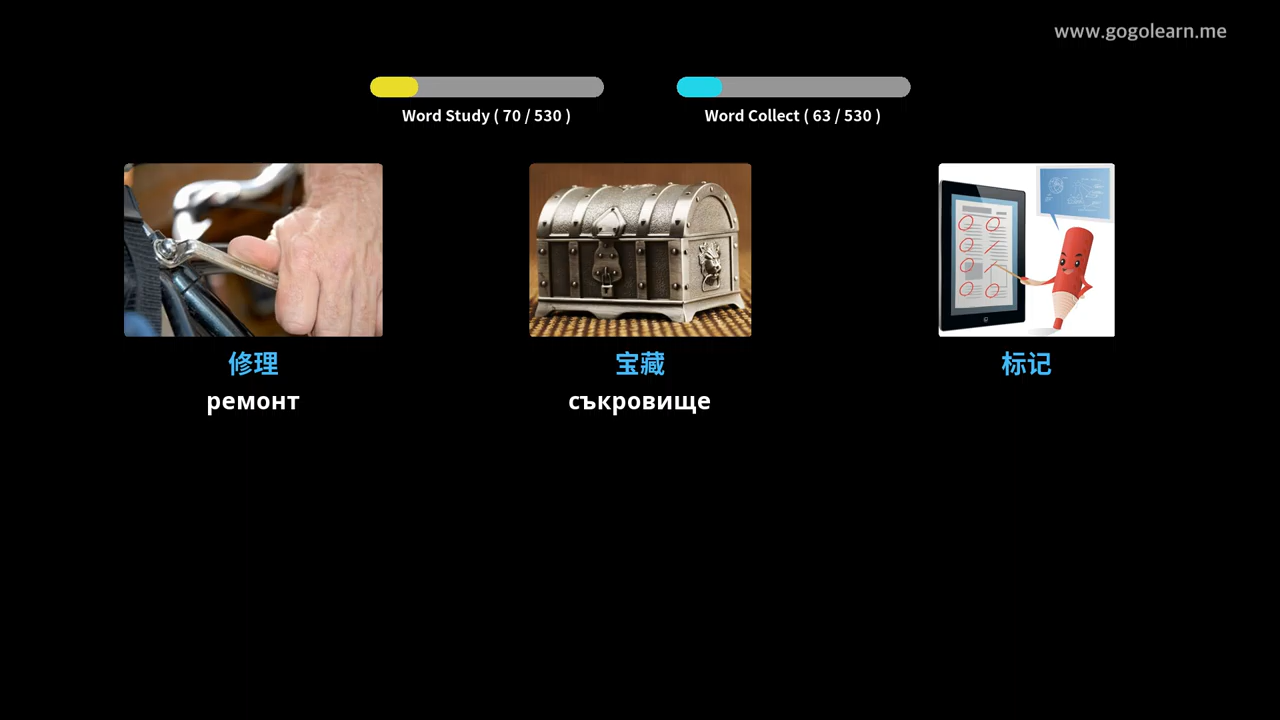 www.gogolearn.me
Word Study ( 70 / 530 )
Word Collect ( 63 / 530 )
修理
宝藏
标记
ремонт
съкровище